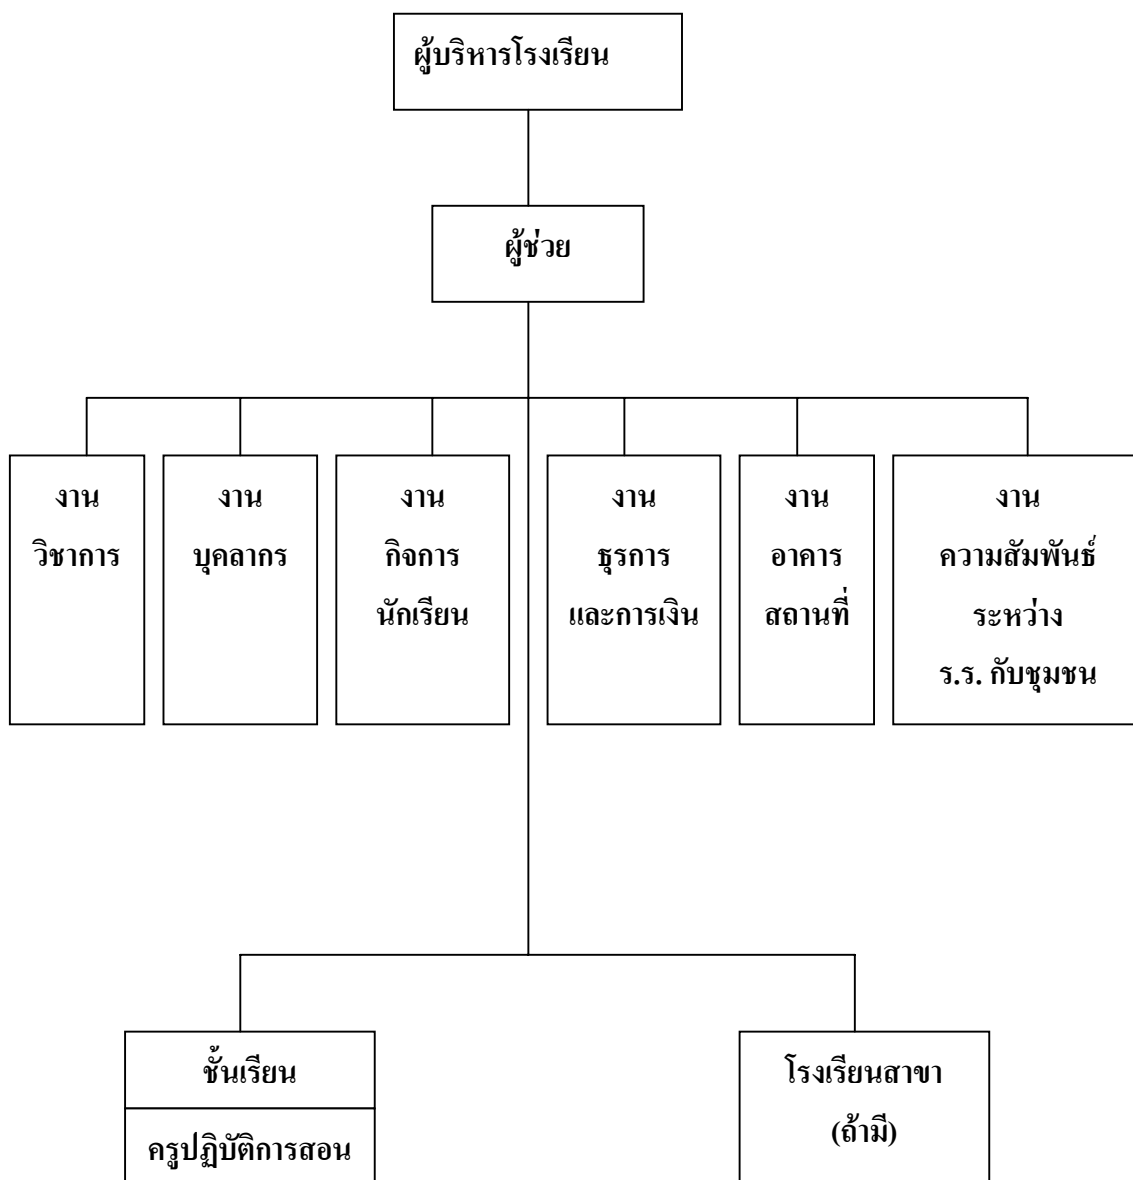 ผู้บริหารโรงเรียน
ผู้ช่วย
งาน
วิชาการ
งาน
บุคลากร
งาน
กิจการ
นักเรียน
งาน
ธุรการ
และการเงิน
งาน
อาคาร
สถานที่
งาน
ความสัมพันธ์
ระหว่าง
ร.ร. กับชุมชน
ชั้นเรียน
ครูปฏิบัติการสอน
โรงเรียนสาขา
(ถ้ามี)